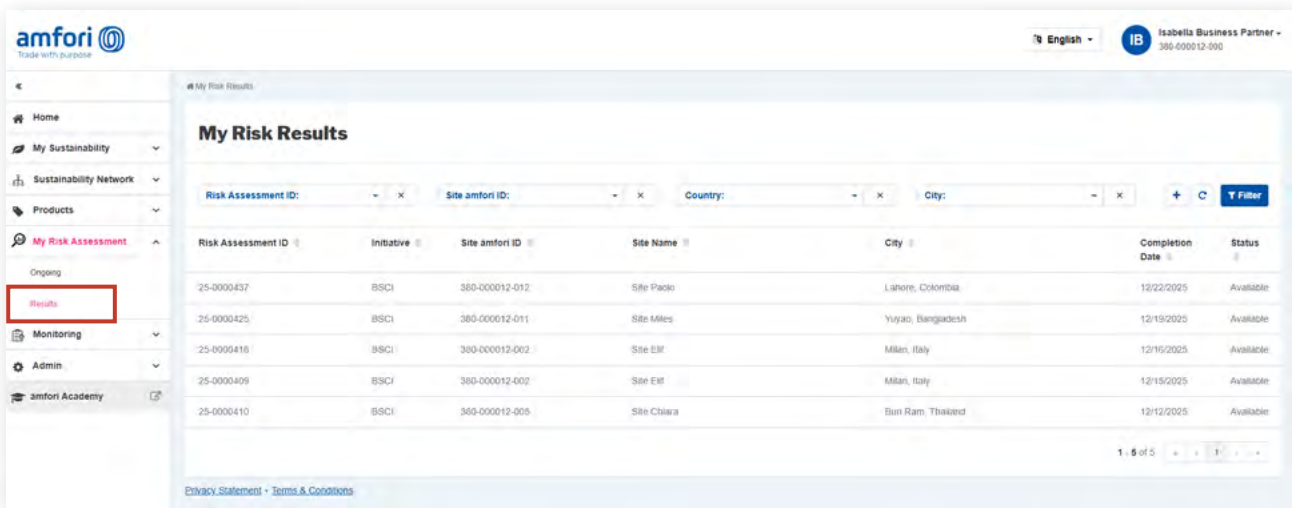 amfori
Trade with purpose
English
IB
Isabella Business Partner
380-000012-000
«
My Risk Results
Home
My Sustainability
Sustainability Network
Products
My Risk Assessment
Ongoing
Results
Monitoring
Admin
amfori Academy
My Risk Results
Risk Assessment ID: × Site amfori ID: × Country: × City: × + Filter
Risk Assessment ID Initiative Site amfori ID Site Name City Completion Date Status
25-0000437 BSCI 380-000012-012 Site Paolo Lahore, Colombia 12/22/2025 Available
25-0000425 BSCI 380-000012-011 Site Miles Yuyao, Bangladesh 12/19/2025 Available
25-0000418 BSCI 380-000012-002 Site Elif Milan, Italy 12/16/2025 Available
25-0000409 BSCI 380-000012-002 Site Elif Milan, Italy 12/15/2025 Available
25-0000410 BSCI 380-000012-005 Site Chiara Bun Ram, Thailand 12/12/2025 Available
1 - 5 of 5 « ‹ 1 › »
Privacy Statement - Terms & Conditions